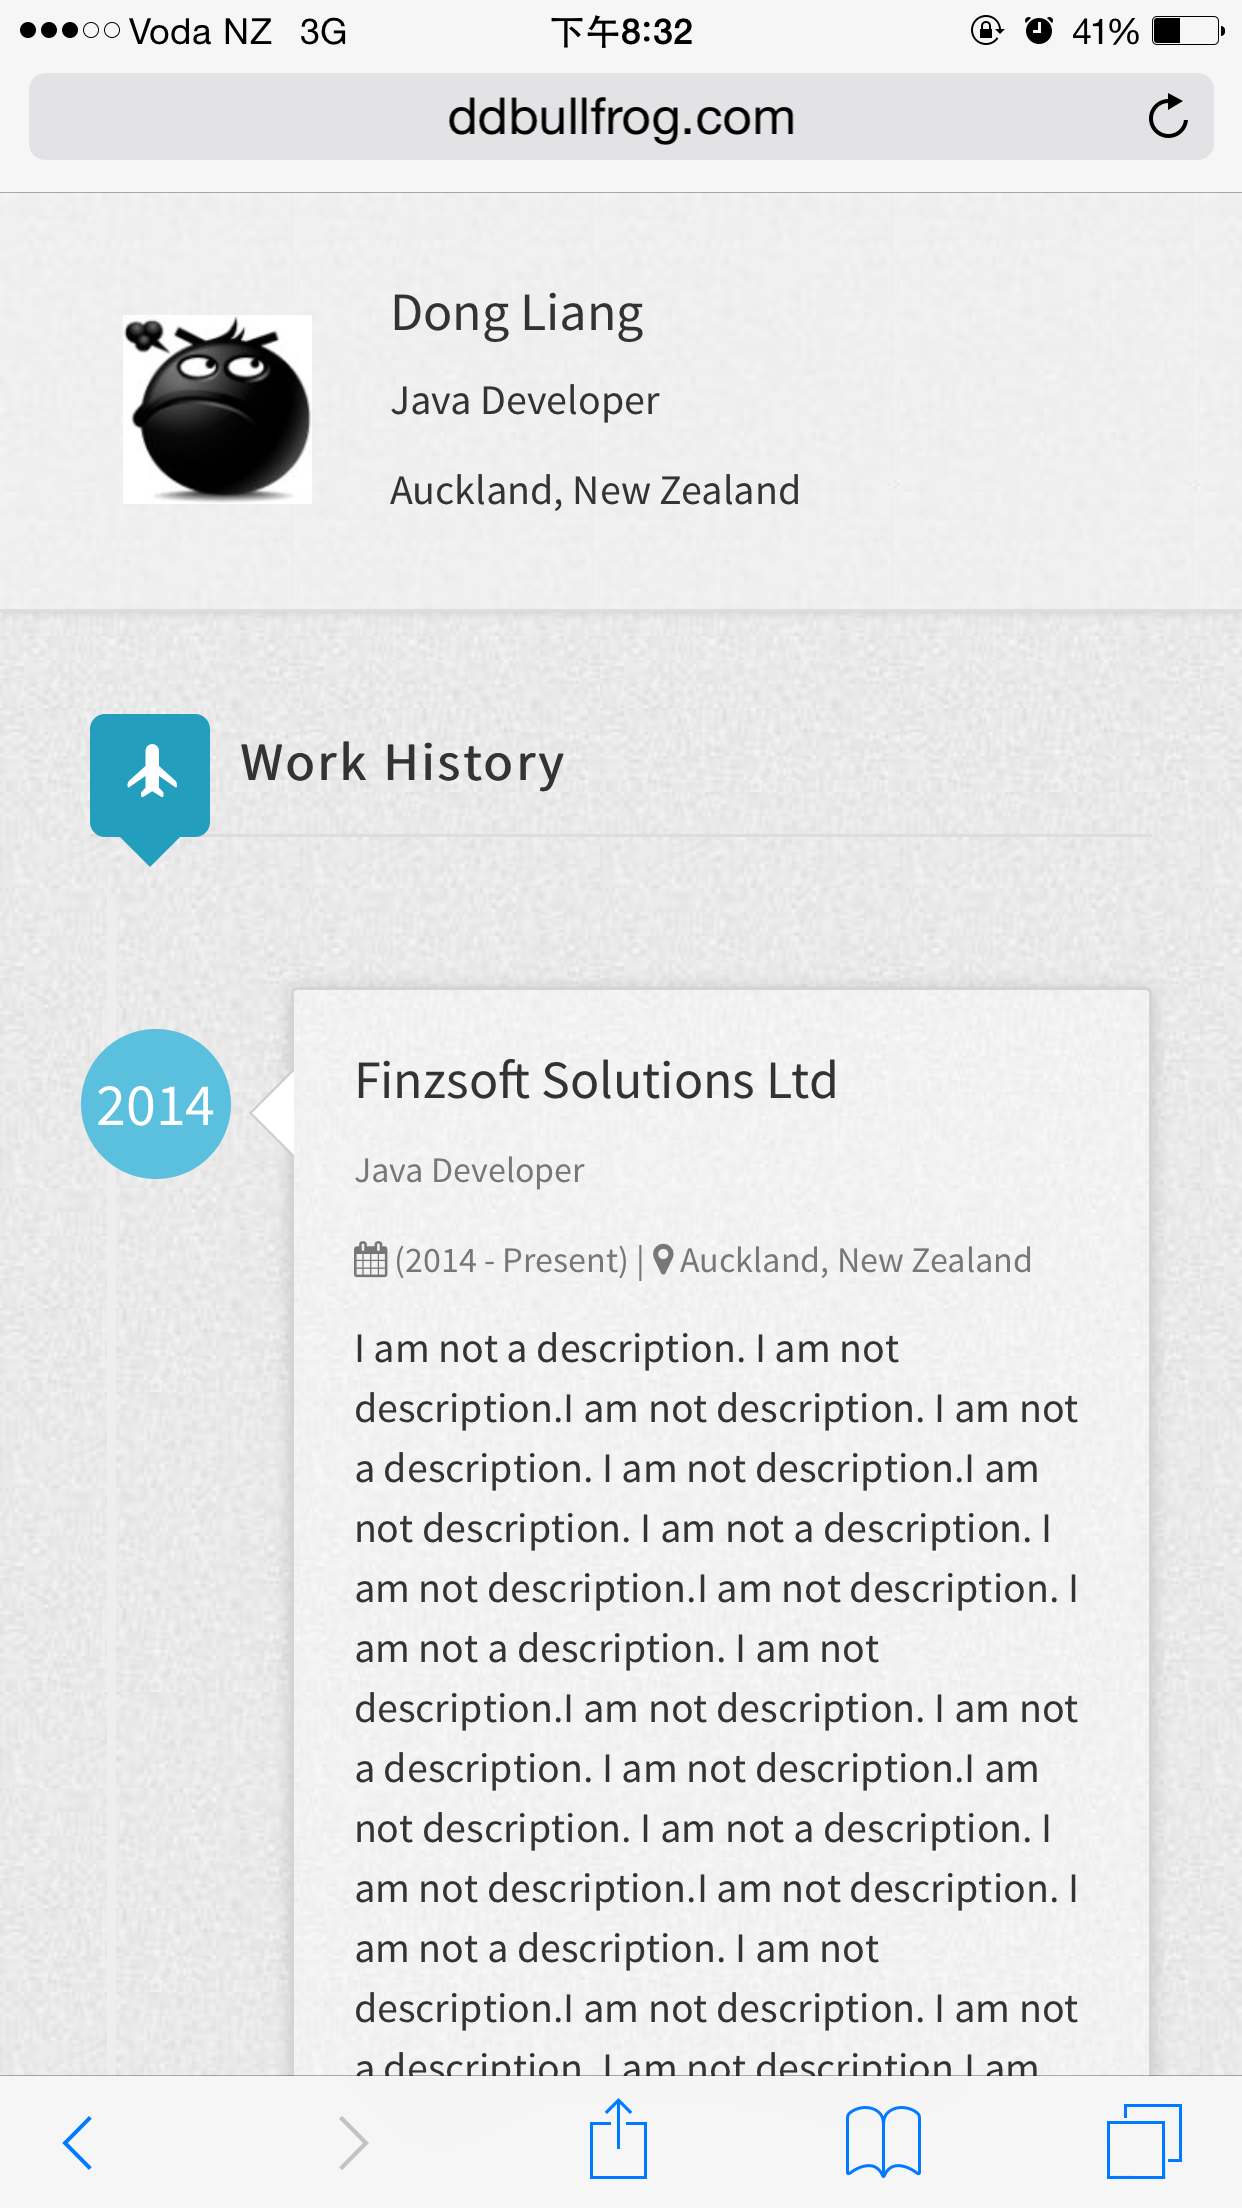 Voda NZ 3G 下午8:32 41%
ddbullfrog.com
Dong Liang
Java Developer
Auckland, New Zealand
Work History
2014
Finzsoft Solutions Ltd
Java Developer
(2014 - Present) | Auckland, New Zealand
I am not a description. I am not
description.I am not description. I am not
a description. I am not description.I am
not description. I am not a description. I
am not description.I am not description. I
am not a description. I am not
description.I am not description. I am not
a description. I am not description.I am
not description. I am not a description. I
am not description.I am not description. I
am not a description. I am not
description.I am not description. I am not
a description. I am not description.I am